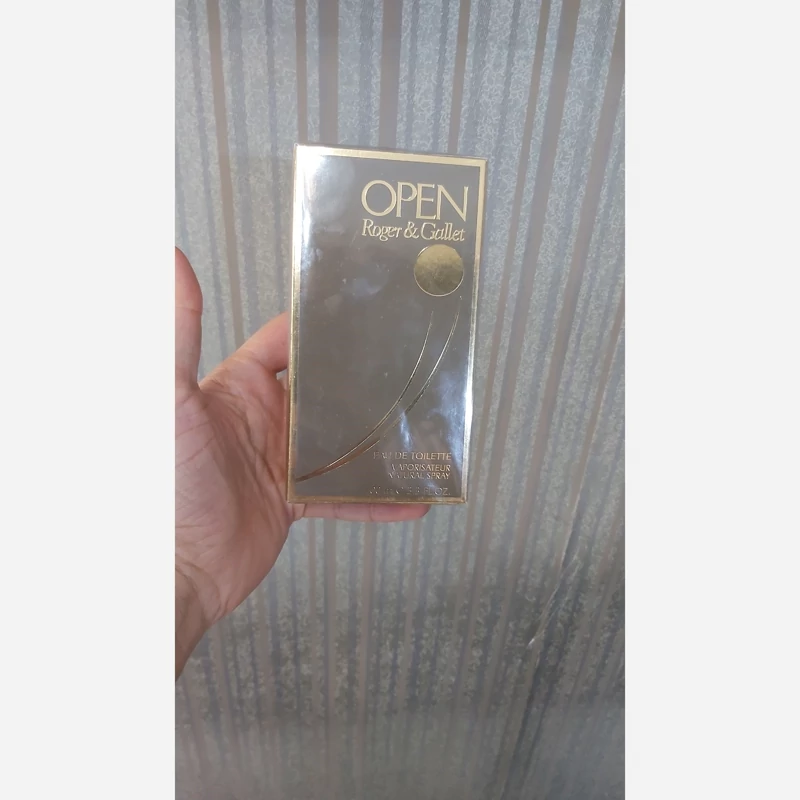 OPEN
Roger & Gallet
EAU DE TOILETTE
VAPORISATEUR
NATURAL SPRAY